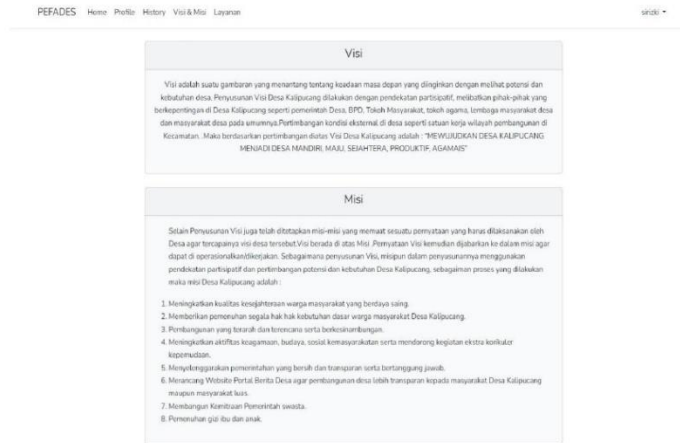 PEFADES Home Profile History Visi & Misi Layanan sirizki
Visi
Visi adalah suatu gambaran yang menantang tentang keadaan masa depan yang diinginkan dengan melihat potensi dan
kebutuhan desa. Penyusunan Visi Desa Kalipucang dilakukan dengan pendekatan partisipatif, melibatkan pihak-pihak yang
berkepentingan di Desa Kalipucang seperti pemerintah Desa, BPD, Tokoh Masyarakat, tokoh agama, lembaga masyarakat desa
dan masyarakat desa pada umumnya.Pertimbangan kondisi eksternal di desa seperti satuan kerja wilayah pembangunan di
Kecamatan. .Maka berdasarkan pertimbangan diatas Visi Desa Kalipucang adalah : "MEWUJUDKAN DESA KALIPUCANG
MENJADI DESA MANDIRI, MAJU, SEJAHTERA, PRODUKTIF, AGAMAIS"
Misi
Selain Penyusunan Visi juga telah ditetapkan misi-misi yang memuat sesuatu pernyataan yang harus dilaksanakan oleh
Desa agar tercapainya visi desa tersebut.Visi berada di atas Misi .Pernyataan Visi kemudian dijabarkan ke dalam misi agar
dapat di operasionalkan/dikerjakan. Sebagaimana penyusunan Visi, misipun dalam penyusunannya menggunakan
pendekatan partisipatif dan pertimbangan potensi dan kebutuhan Desa Kalipucang, sebagaiman proses yang dilakukan
maka misi Desa Kalipucang adalah :
1. Meningkatkan kualitas kesejahteraan warga masyarakat yang berdaya saing.
2. Memberikan pemenuhan segala hak hak kebutuhan dasar warga masyarakat Desa Kalipucang.
3. Pembangunan yang terarah dan terencana serta berkesinambungan.
4. Meningkatkan aktifitas keagamaan, budaya, sosial kemasyarakatan serta mendorong kegiatan ekstra korikuler
kepemudaan.
5. Menyelenggarakan pemerintahan yang bersih dan transparan serta bertanggung jawab.
6. Merancang Website Portal Berita Desa agar pembangunan desa lebih transparan kepada masyarakat Desa Kalipucang
maupun masyarakat luas.
7. Membangun Kemitraan Pemerintah swasta.
8. Pemenuhan gizi ibu dan anak.